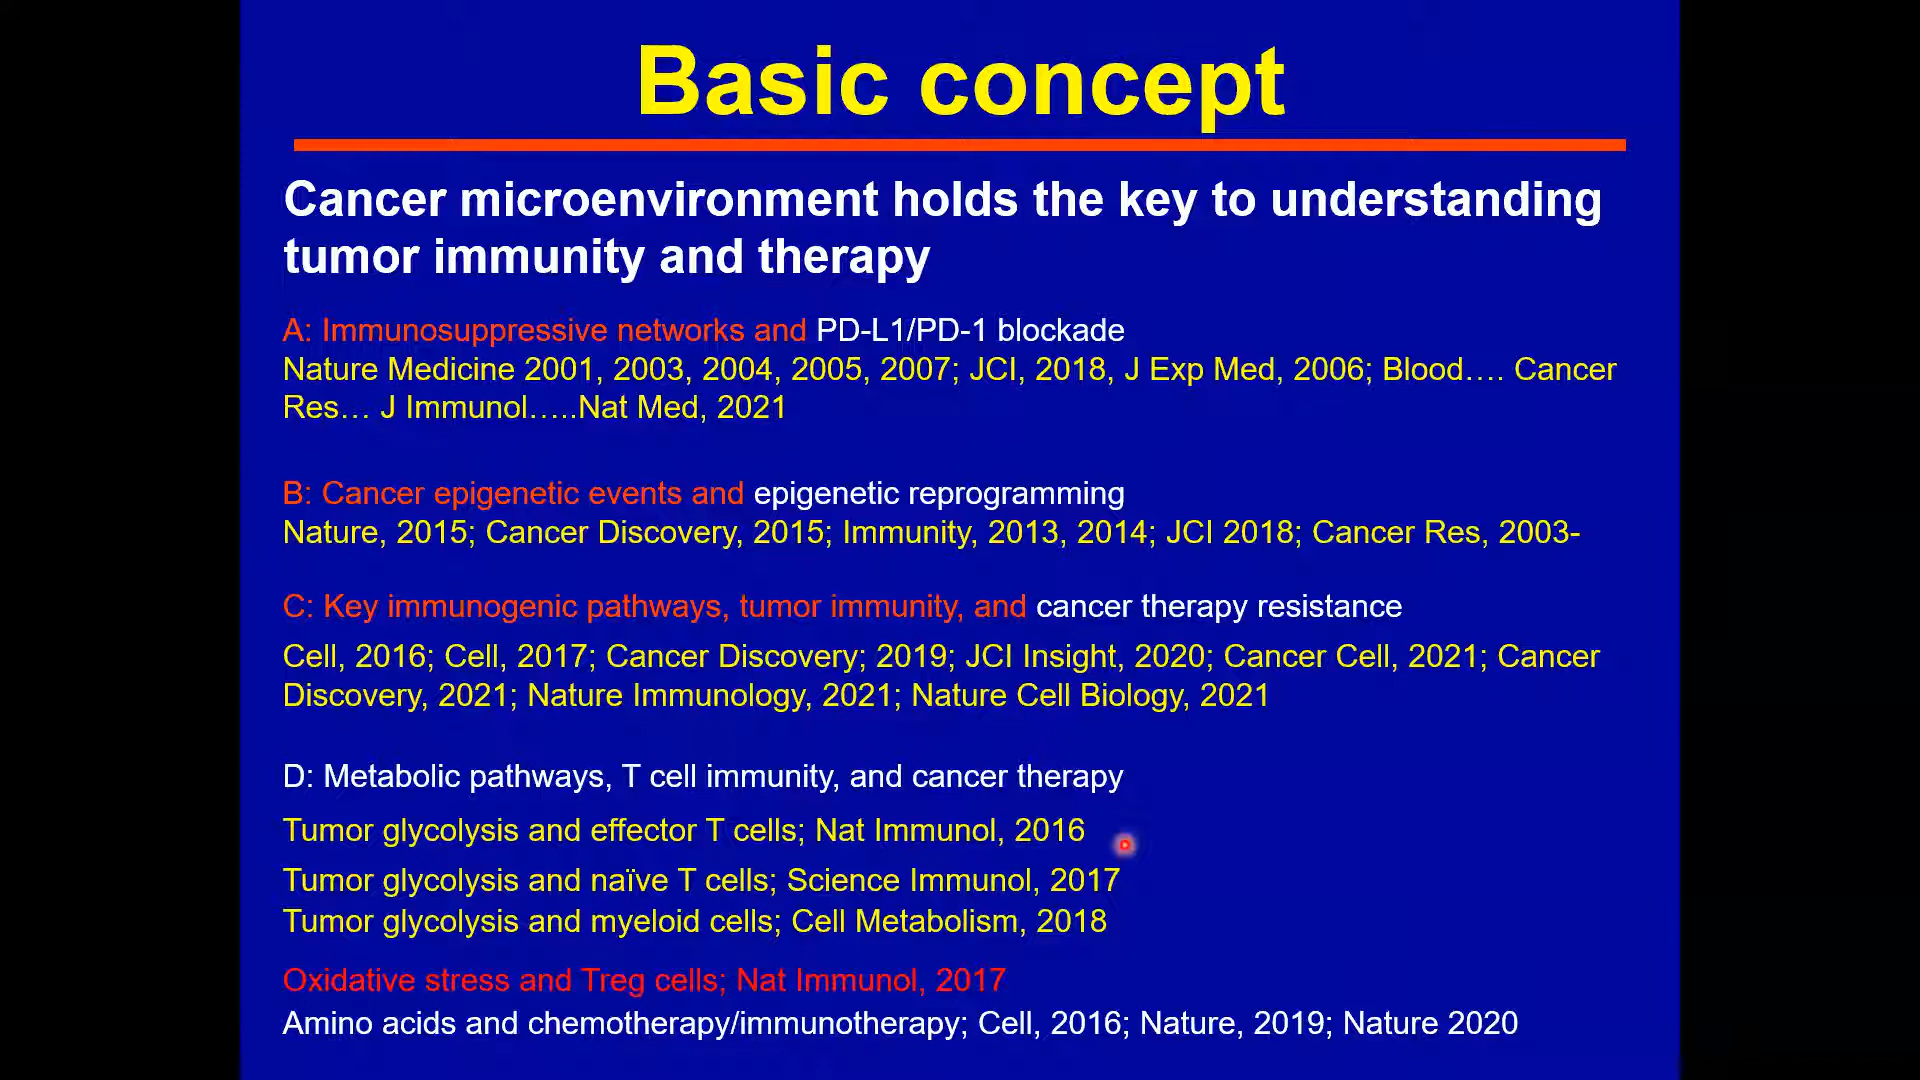 Basic concept
Cancer microenvironment holds the key to understanding
tumor immunity and therapy
A: Immunosuppressive networks and PD-L1/PD-1 blockade
Nature Medicine 2001, 2003, 2004, 2005, 2007; JCI, 2018, J Exp Med, 2006; Blood…. Cancer
Res… J Immunol…..Nat Med, 2021
B: Cancer epigenetic events and epigenetic reprogramming
Nature, 2015; Cancer Discovery, 2015; Immunity, 2013, 2014; JCI 2018; Cancer Res, 2003-
C: Key immunogenic pathways, tumor immunity, and cancer therapy resistance
Cell, 2016; Cell, 2017; Cancer Discovery; 2019; JCI Insight, 2020; Cancer Cell, 2021; Cancer
Discovery, 2021; Nature Immunology, 2021; Nature Cell Biology, 2021
D: Metabolic pathways, T cell immunity, and cancer therapy
Tumor glycolysis and effector T cells; Nat Immunol, 2016
Tumor glycolysis and naïve T cells; Science Immunol, 2017
Tumor glycolysis and myeloid cells; Cell Metabolism, 2018
Oxidative stress and Treg cells; Nat Immunol, 2017
Amino acids and chemotherapy/immunotherapy; Cell, 2016; Nature, 2019; Nature 2020